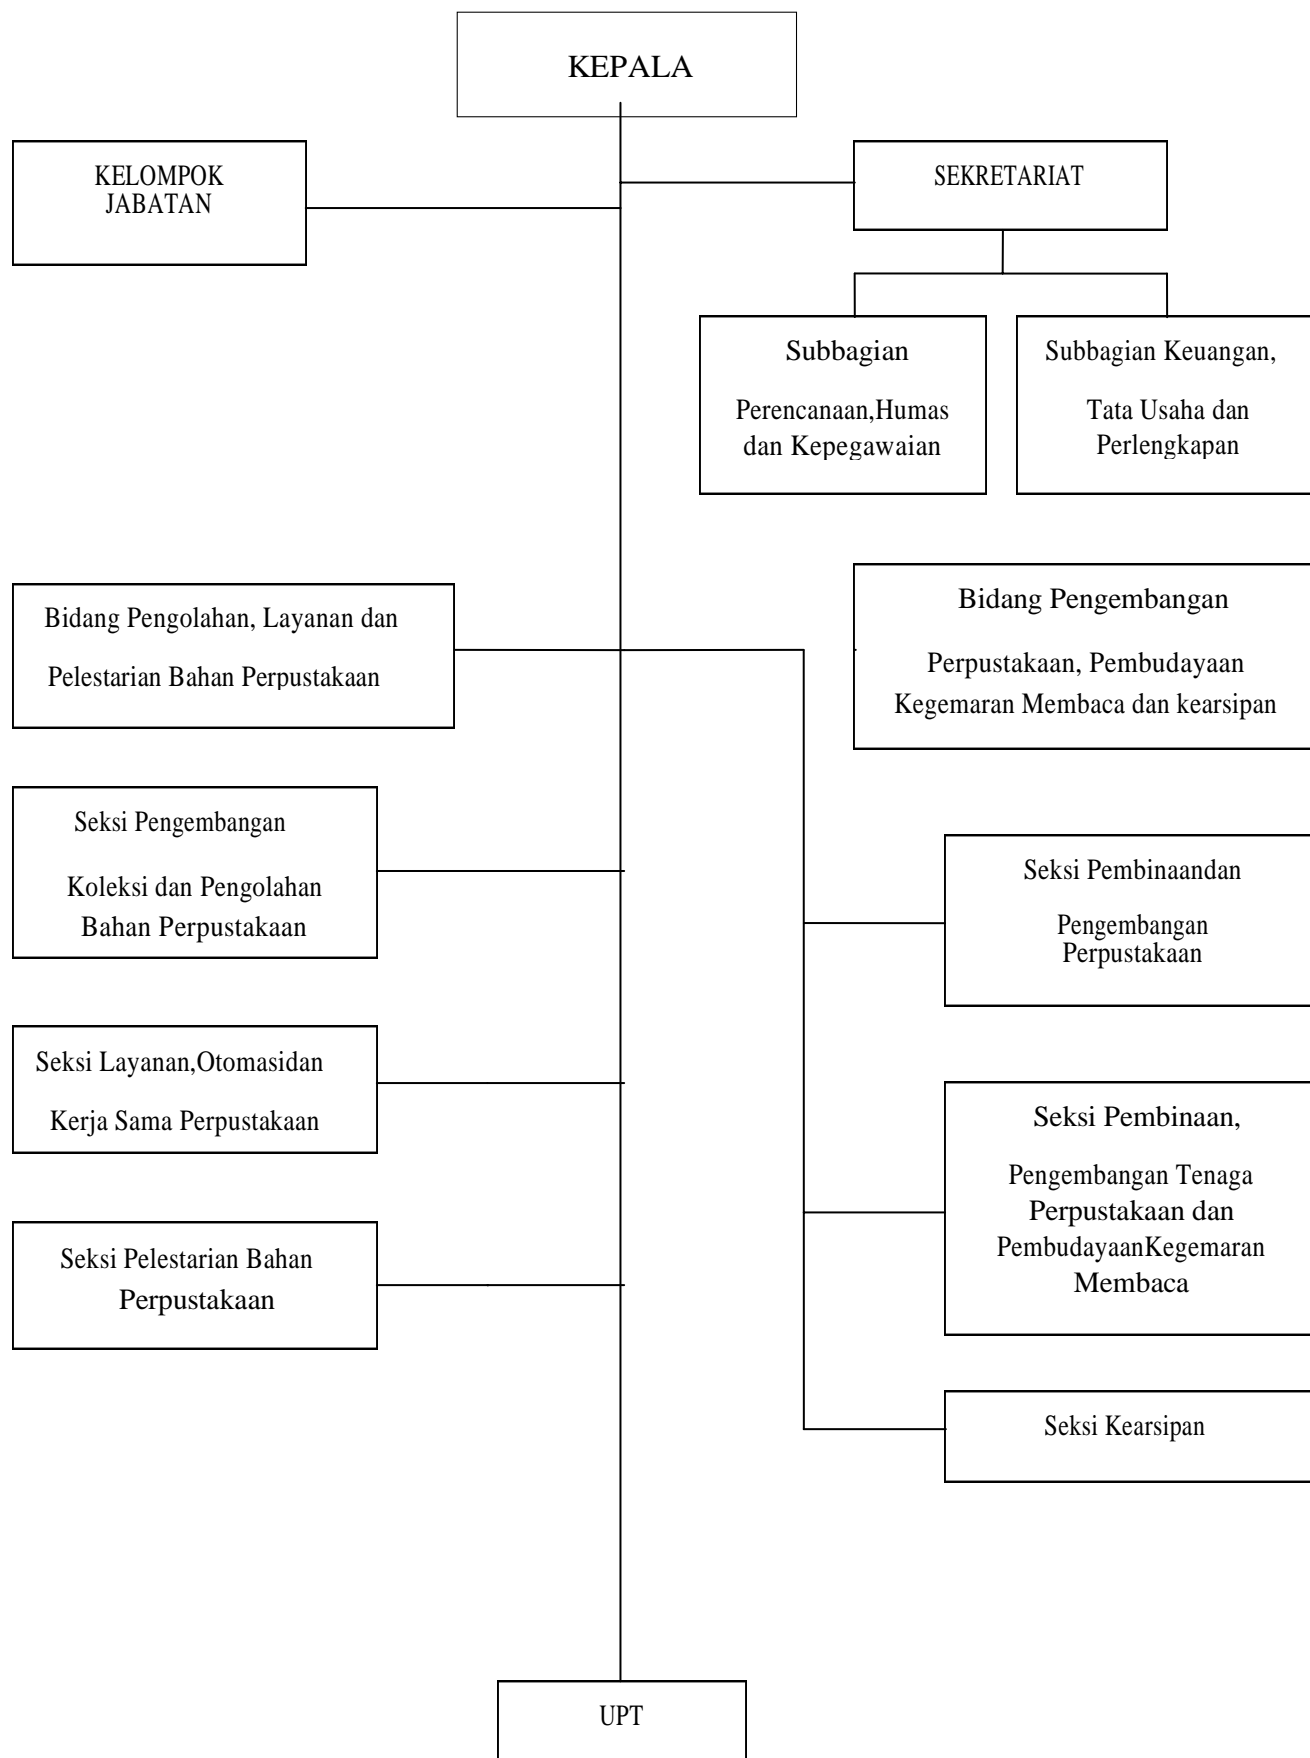 KEPALA
KELOMPOK
JABATAN
SEKRETARIAT
Subbagian
Perencanaan,Humas
dan Kepegawaian
Subbagian Keuangan,
Tata Usaha dan
Perlengkapan
Bidang Pengolahan, Layanan dan
Pelestarian Bahan Perpustakaan
Bidang Pengembangan
Perpustakaan, Pembudayaan
Kegemaran Membaca dan kearsipan
Seksi Pengembangan
Koleksi dan Pengolahan
Bahan Perpustakaan
Seksi Pembinaandan
Pengembangan
Perpustakaan
Seksi Layanan,Otomasidan
Kerja Sama Perpustakaan
Seksi Pembinaan,
Pengembangan Tenaga
Perpustakaan dan
PembudayaanKegemaran
Membaca
Seksi Pelestarian Bahan
Perpustakaan
Seksi Kearsipan
UPT